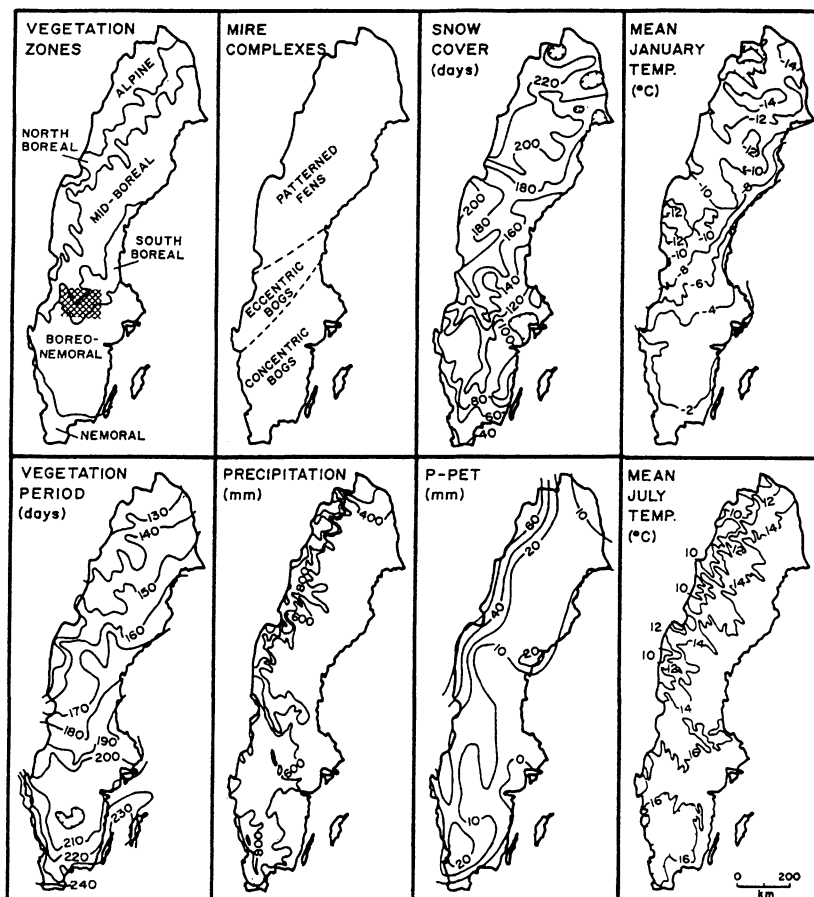 VEGETATION
ZONES
ALPINE
NORTH
BOREAL
MID-BOREAL
SOUTH
BOREAL
BOREO-
NEMORAL
NEMORAL
MIRE
COMPLEXES
PATTERNED
FENS
ECCENTRIC
BOGS
CONCENTRIC
BOGS
SNOW
COVER
(days)
220
200
180
200
180
160
140
120
100
80
60
40
MEAN
JANUARY
TEMP.
(°C)
-14
-14
-12
-12
-10
-10
-8
-12
-12
-10
-10
-8
-6
-4
-2
VEGETATION
PERIOD
(days)
130
140
150
160
170
180
190
200
230
210
220
240
PRECIPITATION
(mm)
400
800
600
600
800
P-PET
(mm)
60
10
20
40
10
20
0
10
20
MEAN
JULY
TEMP.
(°C)
12
10
14
10
12
14
10
12
14
10
12
14
16
16
16
0 200
km